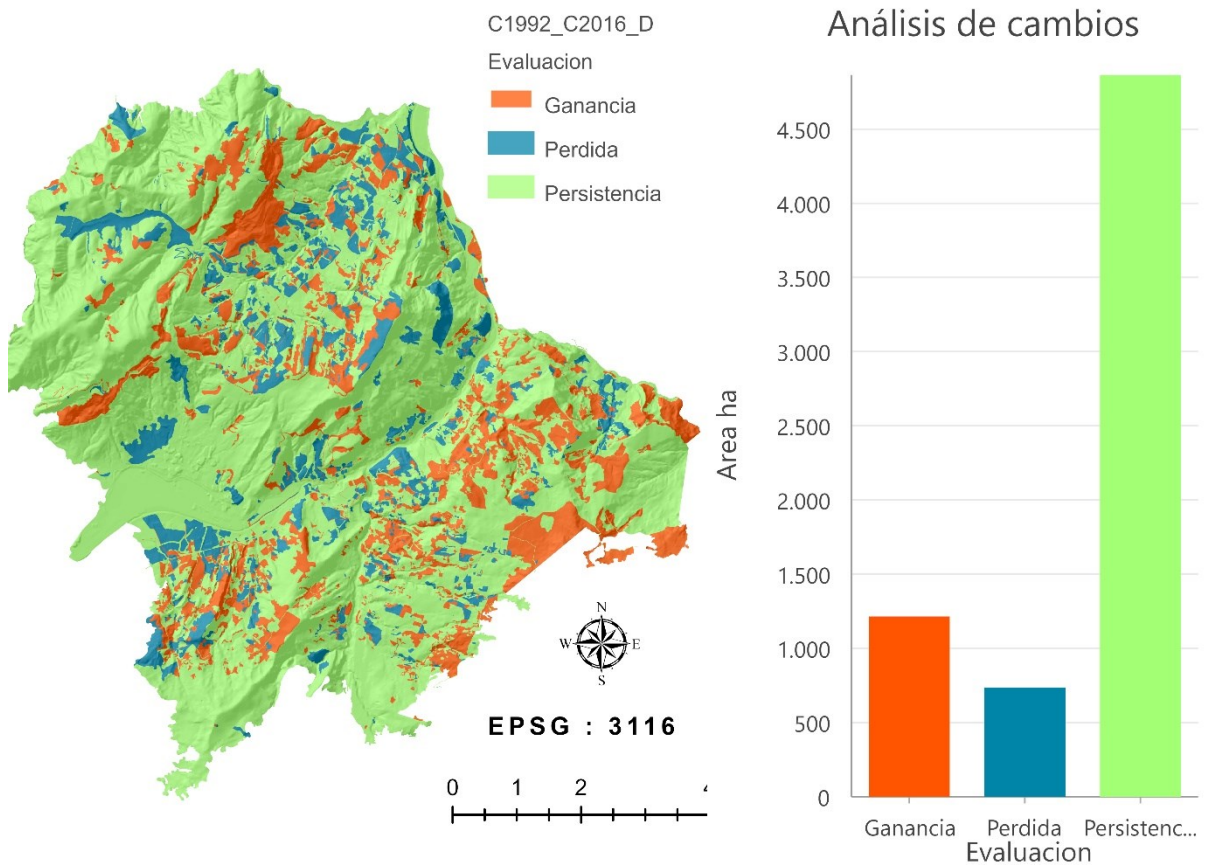 C1992_C2016_D
Evaluacion
Ganancia
Perdida
Persistencia
N
W E
S
EPSG : 3116
0 1 2
Análisis de cambios
Area ha
4.500
4.000
3.500
3.000
2.500
2.000
1.500
1.000
500
0
Ganancia Perdida Persistenc...
Evaluacion